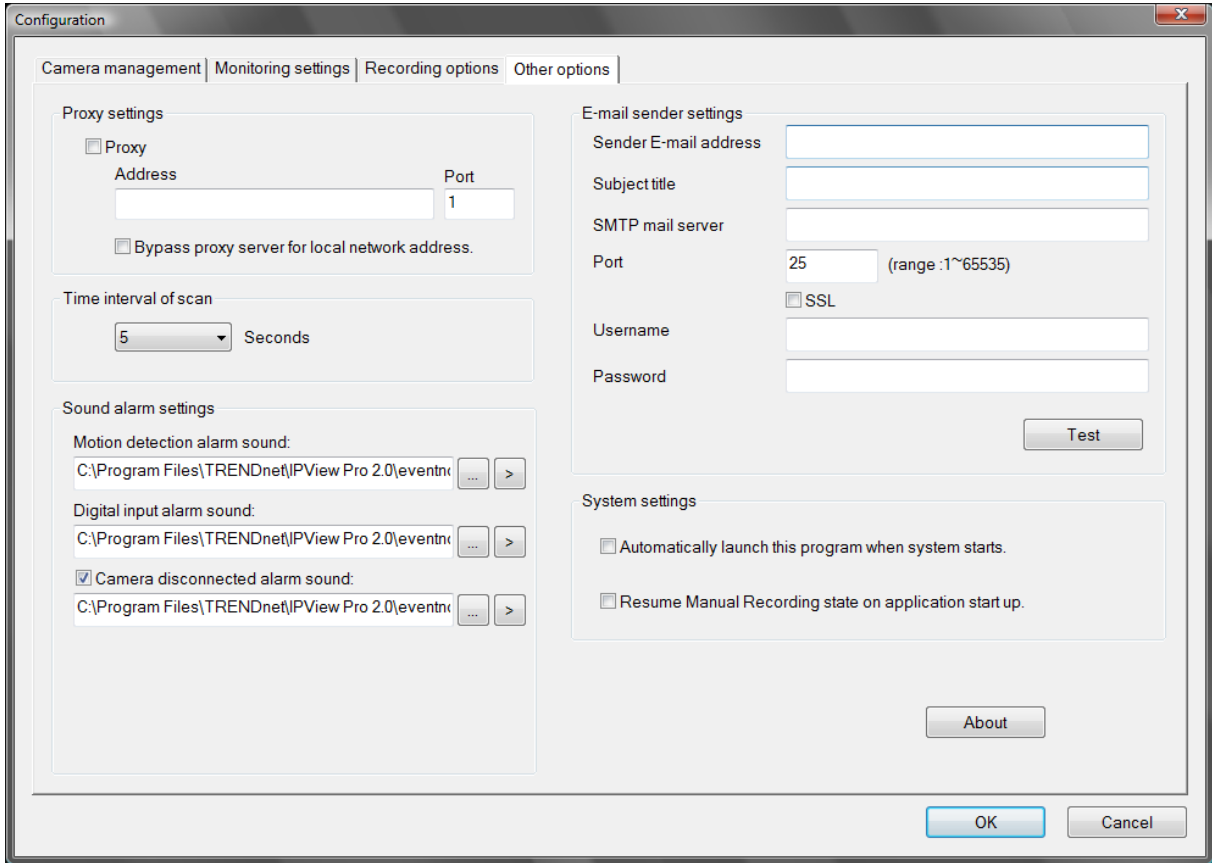 Configuration
x
Camera management
Monitoring settings
Recording options
Other options
Proxy settings
Proxy
Address
Port
1
Bypass proxy server for local network address.
Time interval of scan
5
Seconds
Sound alarm settings
Motion detection alarm sound:
C:\Program Files\TRENDnet\IPView Pro 2.0\eventno
...
>
Digital input alarm sound:
C:\Program Files\TRENDnet\IPView Pro 2.0\eventno
...
>
Camera disconnected alarm sound:
C:\Program Files\TRENDnet\IPView Pro 2.0\eventno
...
>
E-mail sender settings
Sender E-mail address
Subject title
SMTP mail server
Port
25
(range :1~65535)
SSL
Username
Password
Test
System settings
Automatically launch this program when system starts.
Resume Manual Recording state on application start up.
About
OK
Cancel